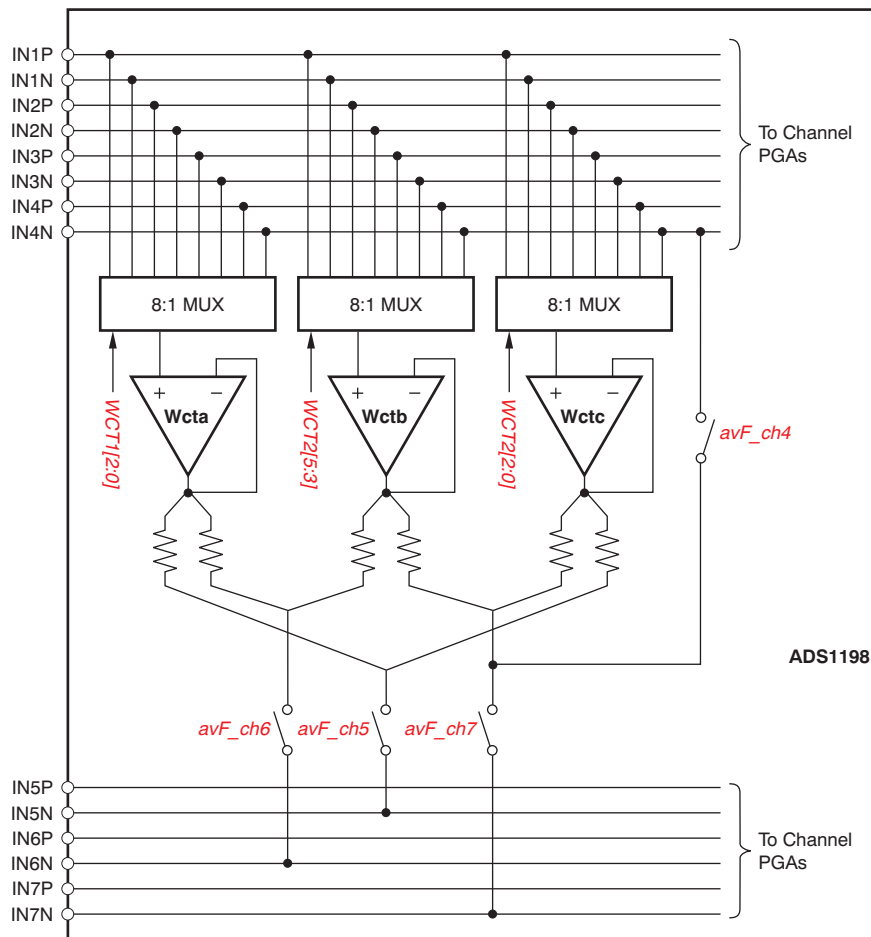 IN1P
IN1N
IN2P
IN2N
IN3P
IN3N
IN4P
IN4N
To Channel
PGAs
8:1 MUX
8:1 MUX
8:1 MUX
+ −
+ −
+ −
Wcta
Wctb
Wctc
WCT1[2:0]
WCT2[5:3]
WCT2[2:0]
avF_ch4
ADS1198
avF_ch6
avF_ch5
avF_ch7
IN5P
IN5N
IN6P
IN6N
IN7P
IN7N
To Channel
PGAs